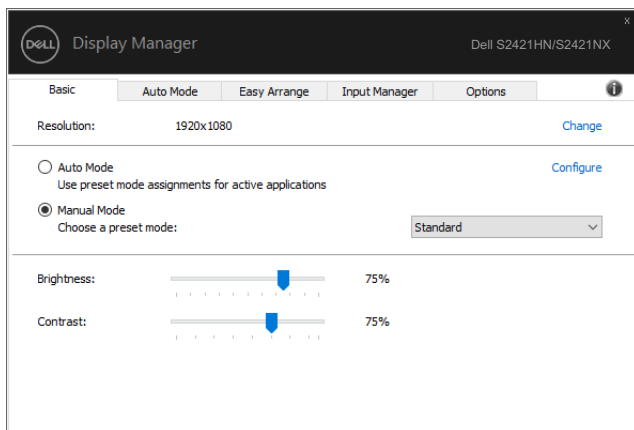 x
DELL Display Manager Dell S2421HN/S2421NX
Basic Auto Mode Easy Arrange Input Manager Options i
Resolution: 1920x1080 Change
Auto Mode Configure
Use preset mode assignments for active applications
Manual Mode
Choose a preset mode: Standard
Brightness: 75%
Contrast: 75%